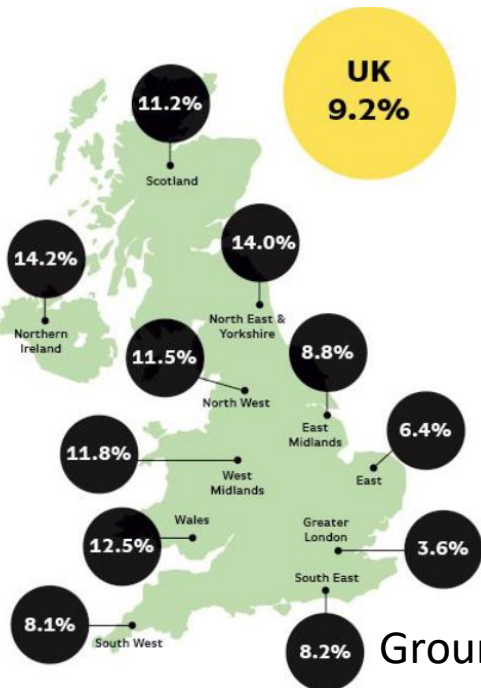 UK
9.2%
11.2%
Scotland
14.2%
Northern
Ireland
14.0%
North East &
Yorkshire
11.5%
North West
8.8%
East
Midlands
11.8%
West
Midlands
6.4%
East
Wales
12.5%
Greater
London
3.6%
South East
8.2%
8.1%
South West
Groun